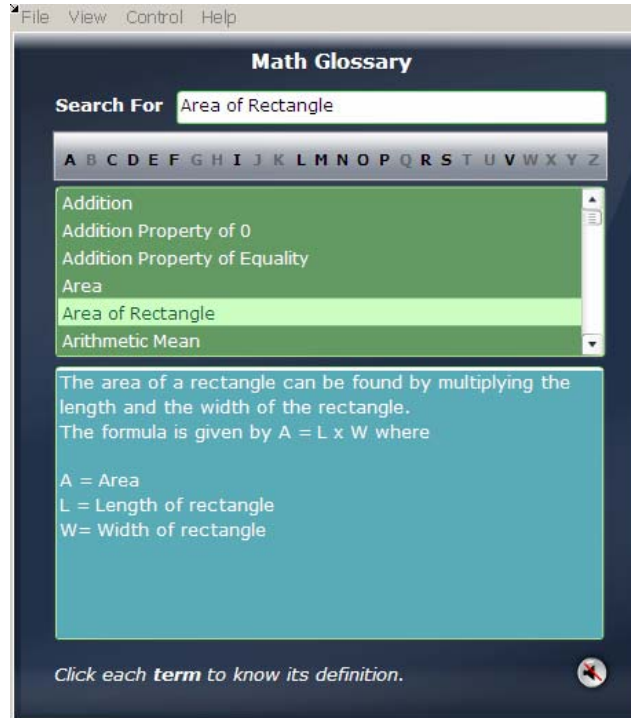 File View Control Help
Math Glossary
Search For Area of Rectangle
A B C D E F G H I J K L M N O P Q R S T U V W X Y Z
Addition
Addition Property of 0
Addition Property of Equality
Area
Area of Rectangle
Arithmetic Mean
The area of a rectangle can be found by multiplying the
length and the width of the rectangle.
The formula is given by A = L x W where
A = Area
L = Length of rectangle
W= Width of rectangle
Click each term to know its definition.